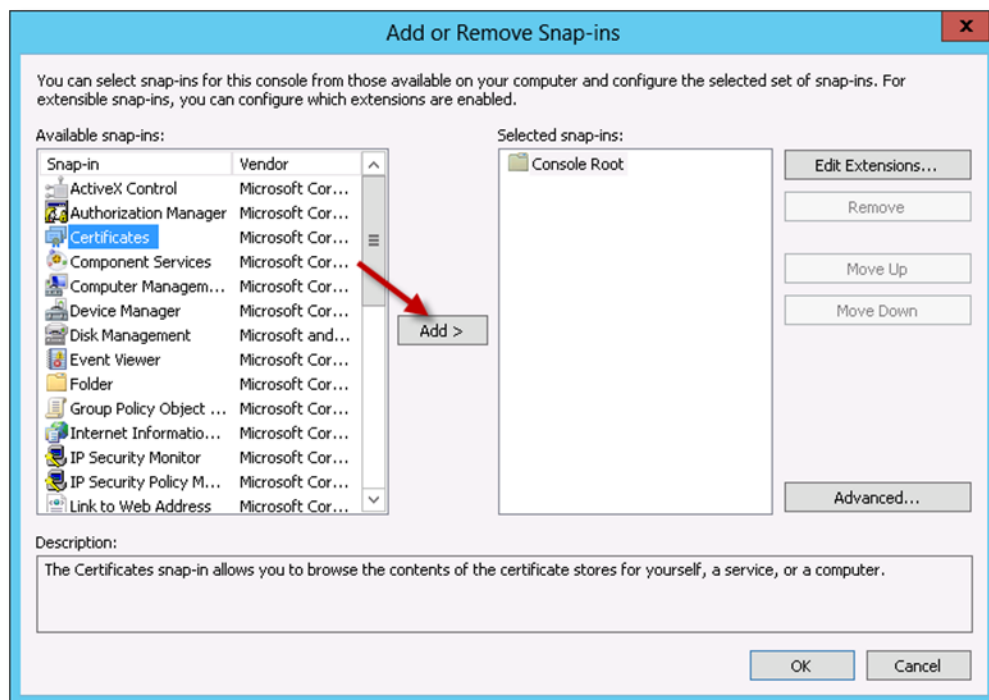 Add or Remove Snap-ins
x
You can select snap-ins for this console from those available on your computer and configure the selected set of snap-ins. For
extensible snap-ins, you can configure which extensions are enabled.
Available snap-ins:
Snap-in Vendor
ActiveX Control Microsoft Cor...
Authorization Manager Microsoft Cor...
Certificates Microsoft Cor...
Component Services Microsoft Cor...
Computer Managem... Microsoft Cor...
Device Manager Microsoft Cor...
Disk Management Microsoft and...
Event Viewer Microsoft Cor...
Folder Microsoft Cor...
Group Policy Object ... Microsoft Cor...
Internet Informatio... Microsoft Cor...
IP Security Monitor Microsoft Cor...
IP Security Policy M... Microsoft Cor...
Link to Web Address Microsoft Cor...
Add >
Selected snap-ins:
Console Root
Edit Extensions...
Remove
Move Up
Move Down
Advanced...
Description:
The Certificates snap-in allows you to browse the contents of the certificate stores for yourself, a service, or a computer.
OK Cancel